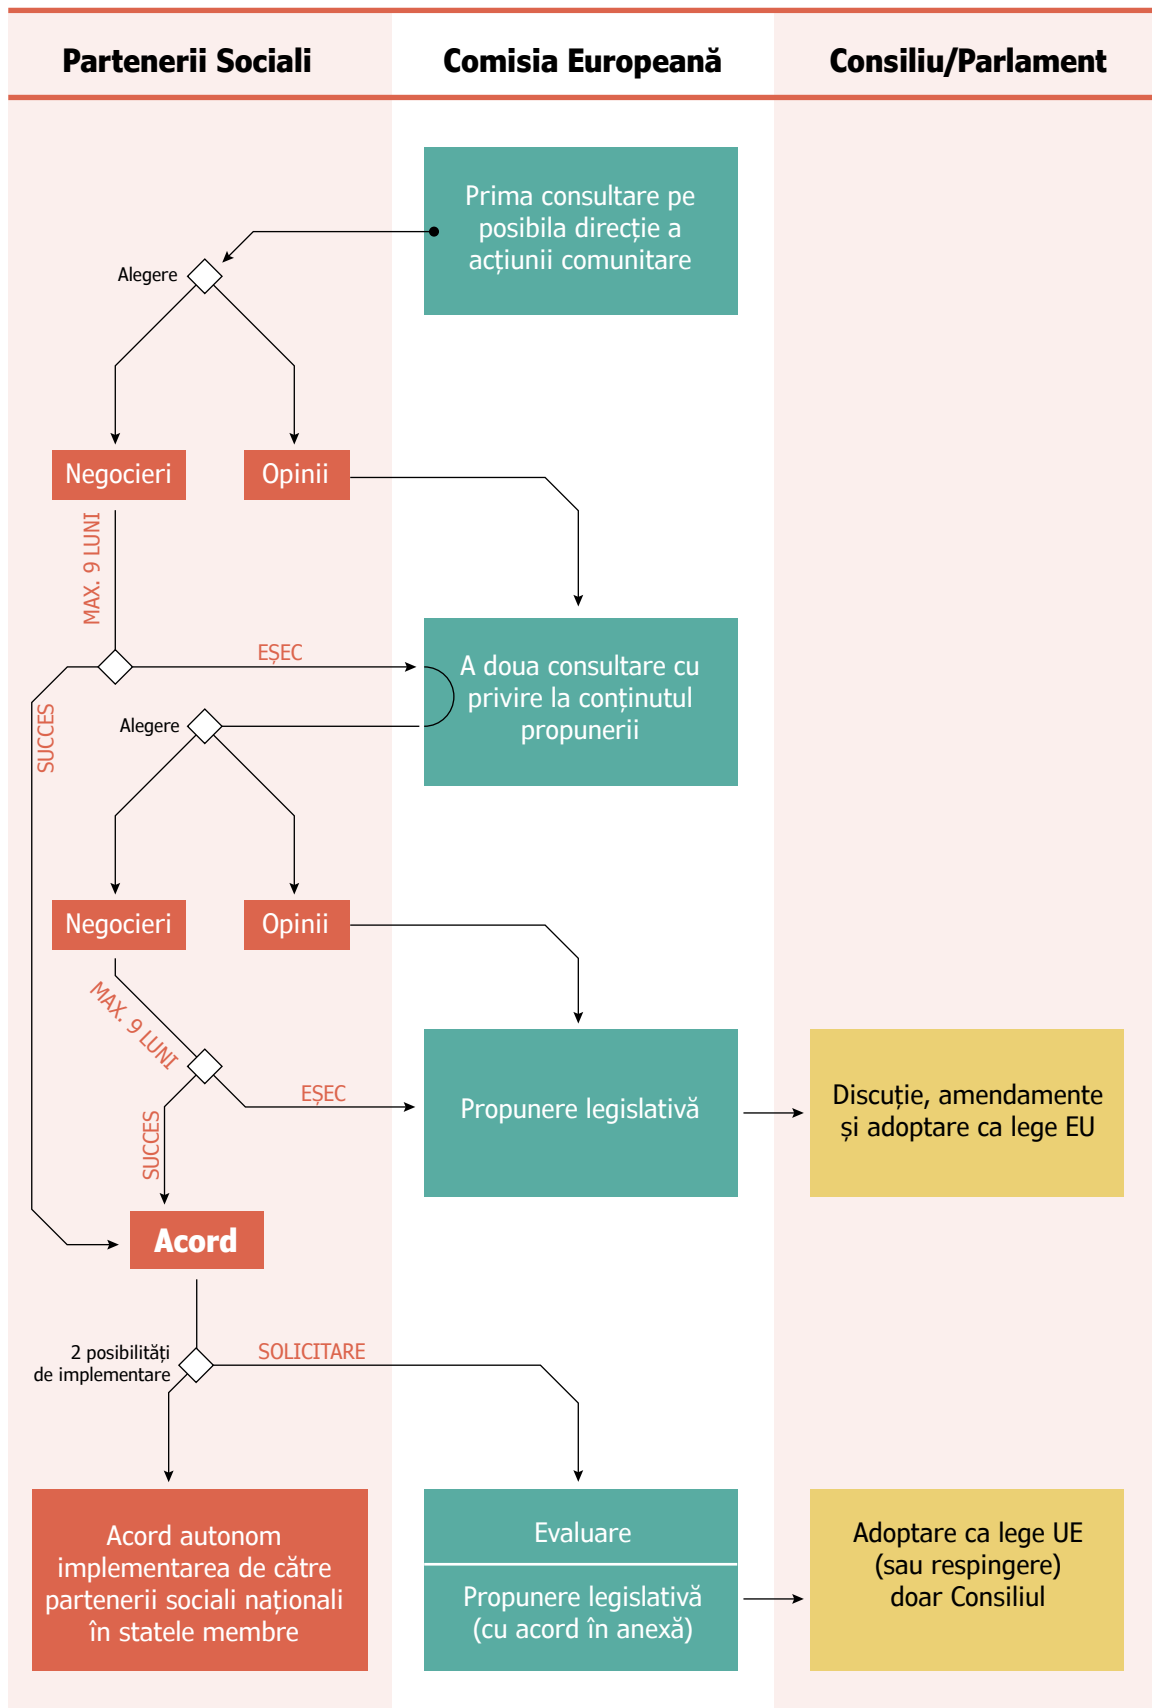 Partenerii Sociali
Comisia Europeană
Consiliu/Parlament
Prima consultare pe
posibila direcție a
acțiunii comunitare
Alegere
Negocieri
Opinii
MAX. 9 LUNI
EȘEC
SUCCES
A doua consultare cu
privire la conținutul
propunerii
Alegere
Negocieri
Opinii
MAX. 9 LUNI
EȘEC
SUCCES
Propunere legislativă
Discuție, amendamente
și adoptare ca lege EU
Acord
2 posibilități
de implementare
SOLICITARE
Acord autonom
implementarea de către
partenerii sociali naționali
în statele membre
Evaluare
Propunere legislativă
(cu acord în anexă)
Adoptare ca lege UE
(sau respingere)
doar Consiliul